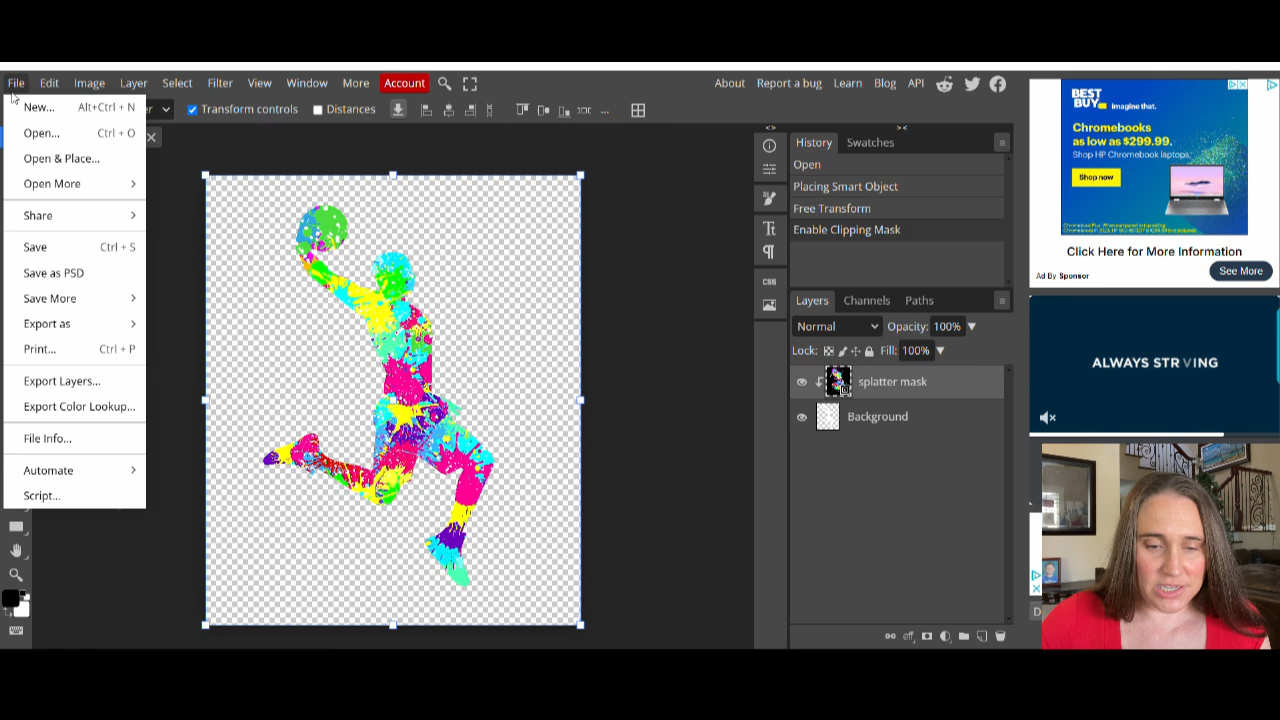 File Edit Image Layer Select Filter View Window More Account About Report a bug Learn Blog API
New... Alt+Ctrl + N
Open... Ctrl + O
Open & Place...
Open More
Share
Save Ctrl + S
Save as PSD
Save More
Export as
Print... Ctrl + P
Export Layers...
Export Color Lookup...
File Info...
Automate
Script...
Transform controls Distances
History Swatches
Open
Placing Smart Object
Free Transform
Enable Clipping Mask
CSS
Layers Channels Paths
Normal Opacity: 100%
Lock: Fill: 100%
splatter mask
Background
BEST
BUY imagine that.
Chromebooks
as low as $299.99.
Shop HP Chromebook laptops.
Shop now
Click Here for More Information
Ad By Sponsor See More
ALWAYS STR VING